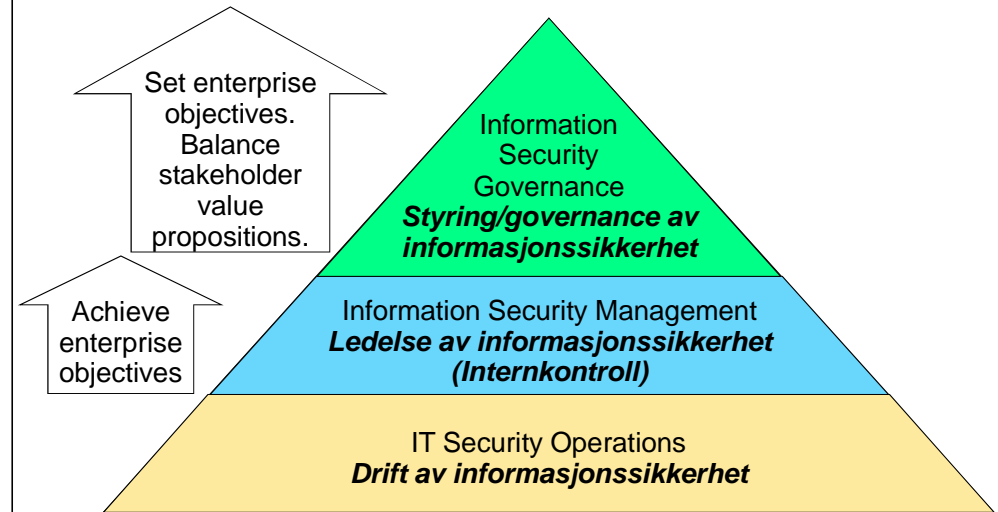 Set enterprise
objectives.
Balance
stakeholder
value
propositions.
Achieve
enterprise
objectives
Information
Security
Governance
Styring/governance av
informasjonssikkerhet
Information Security Management
Ledelse av informasjonssikkerhet
(Internkontroll)
IT Security Operations
Drift av informasjonssikkerhet